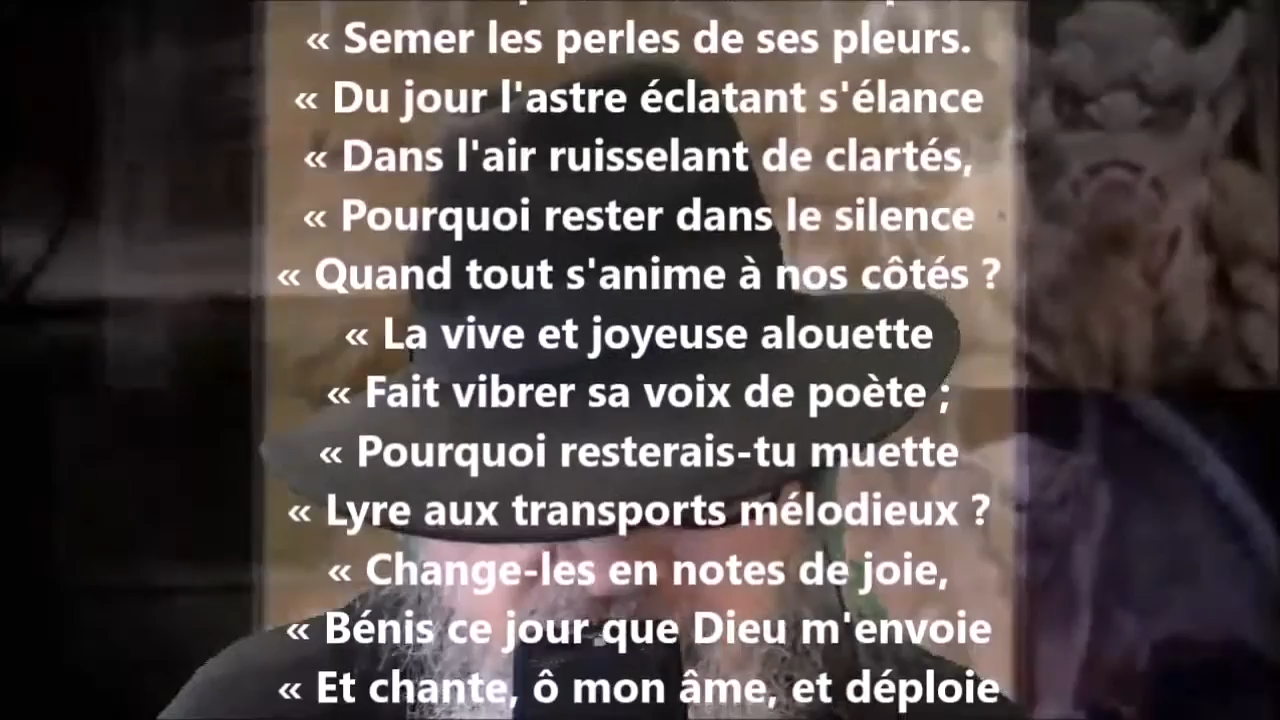 « Semer les perles de ses pleurs.
« Du jour l'astre éclatant s'élance
« Dans l'air ruisselant de clartés,
« Pourquoi rester dans le silence
« Quand tout s'anime à nos côtés ?
« La vive et joyeuse alouette
« Fait vibrer sa voix de poète ;
« Pourquoi resterais-tu muette
« Lyre aux transports mélodieux ?
« Change-les en notes de joie,
« Bénis ce jour que Dieu m'envoie
« Et chante, ô mon âme, et déploie